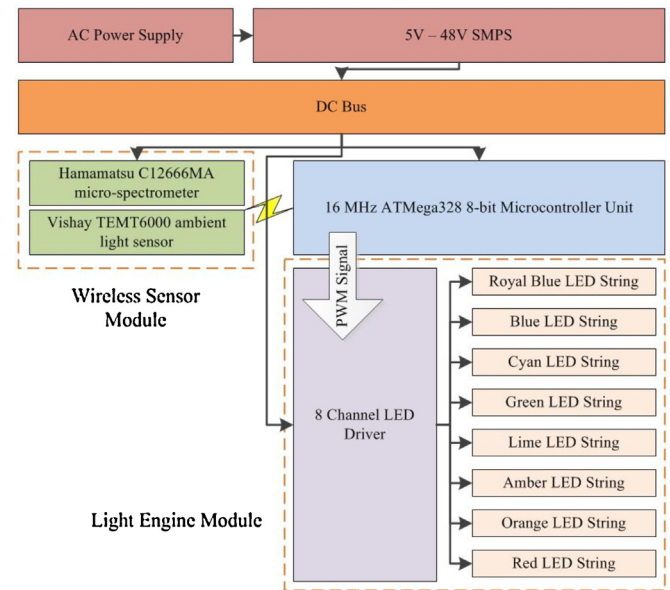 AC Power Supply
5V – 48V SMPS
DC Bus
Hamamatsu C12666MA
micro-spectrometer
Vishay TEMT6000 ambient
light sensor
16 MHz ATMega328 8-bit Microcontroller Unit
Wireless Sensor
Module
PWM Signal
8 Channel LED
Driver
Royal Blue LED String
Blue LED String
Cyan LED String
Green LED String
Lime LED String
Amber LED String
Orange LED String
Red LED String
Light Engine Module